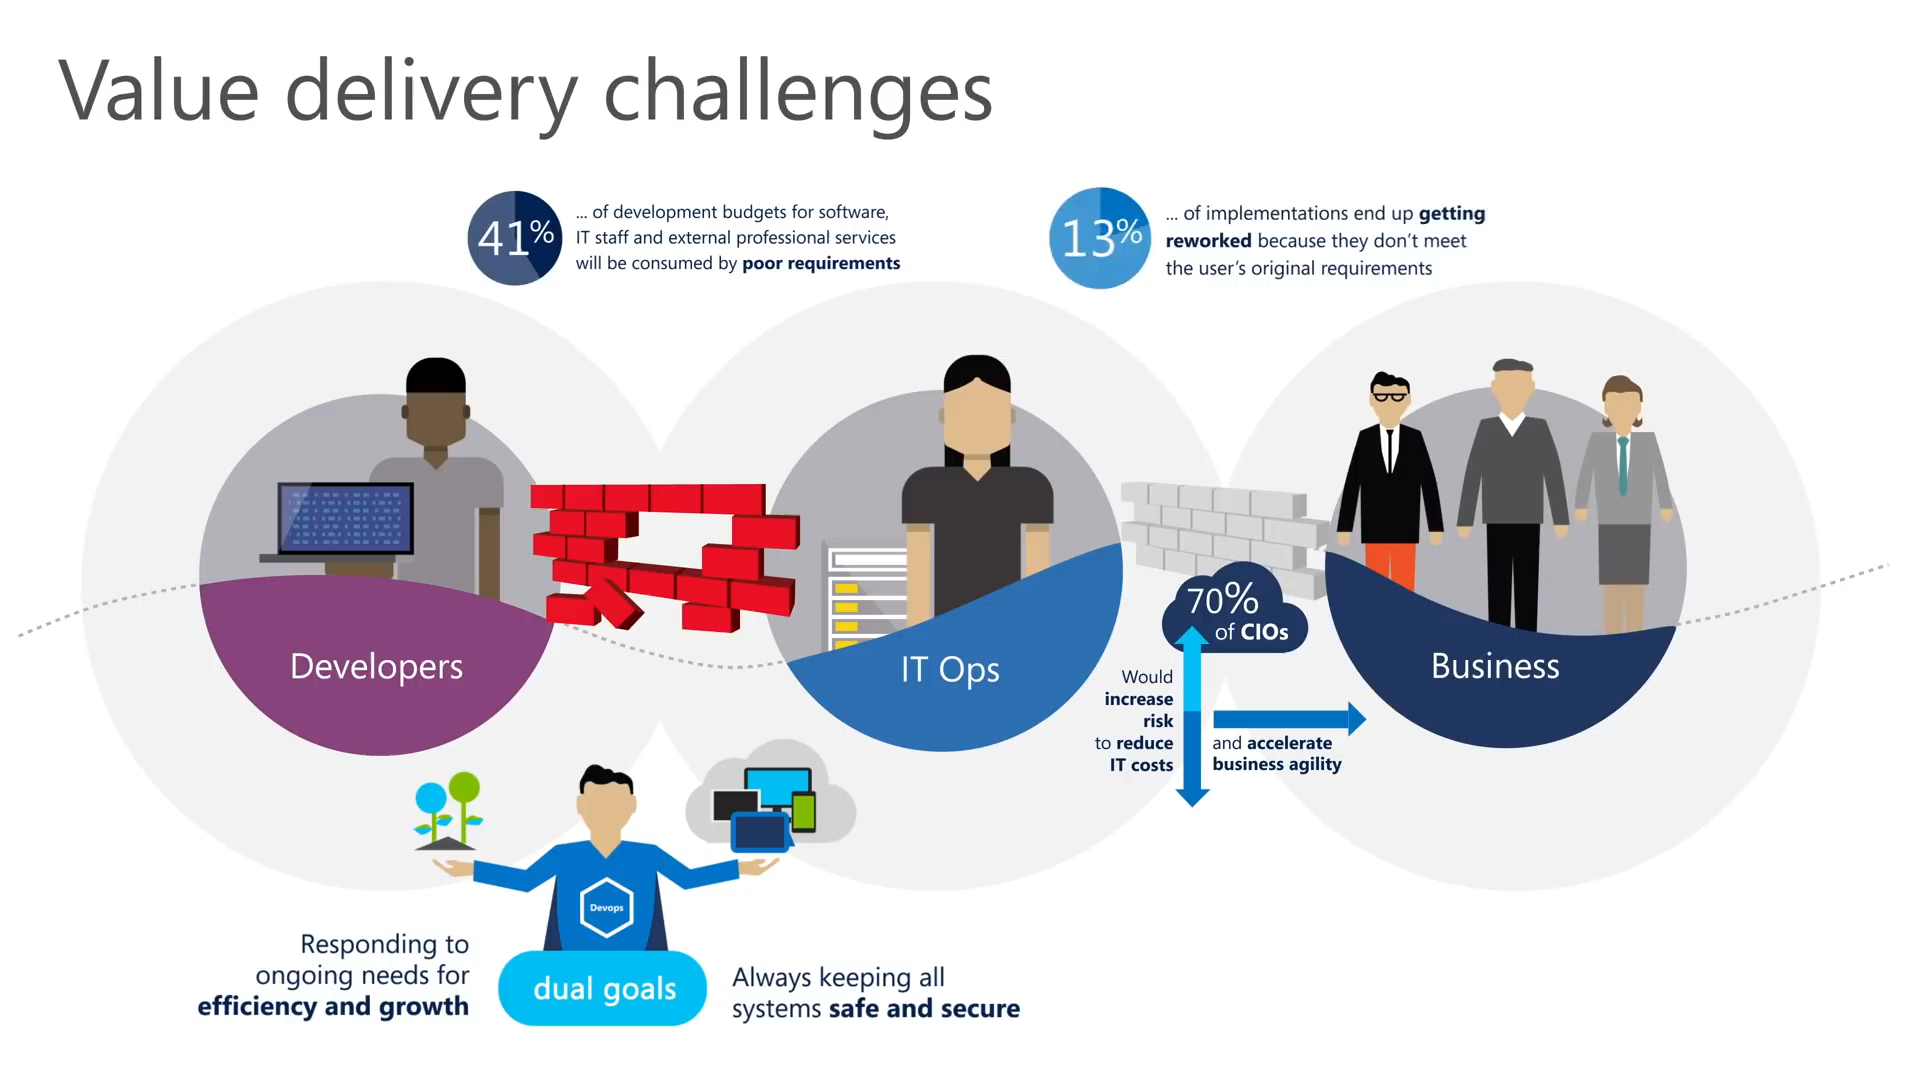 Value delivery challenges
41%
... of development budgets for software,
IT staff and external professional services
will be consumed by poor requirements
13%
... of implementations end up getting
reworked because they don't meet
the user's original requirements
Developers
IT Ops
Business
70%
of CIOs
Would
increase
risk
to reduce
IT costs
and accelerate
business agility
Devops
Responding to
ongoing needs for
efficiency and growth
dual goals
Always keeping all
systems safe and secure